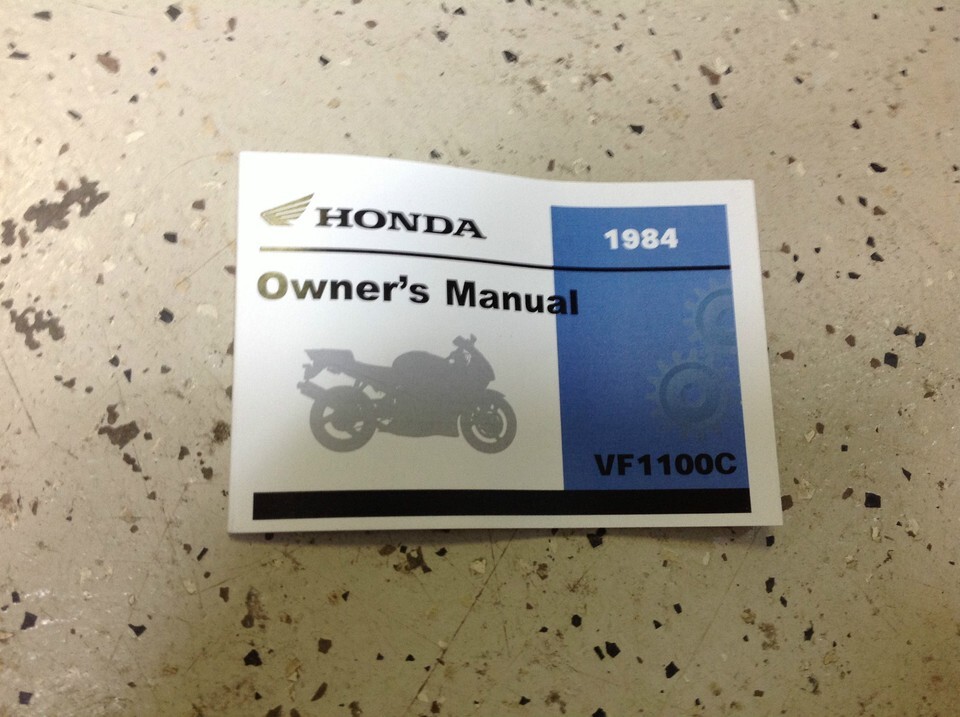 HONDA
1984
Owner's Manual
VF1100C